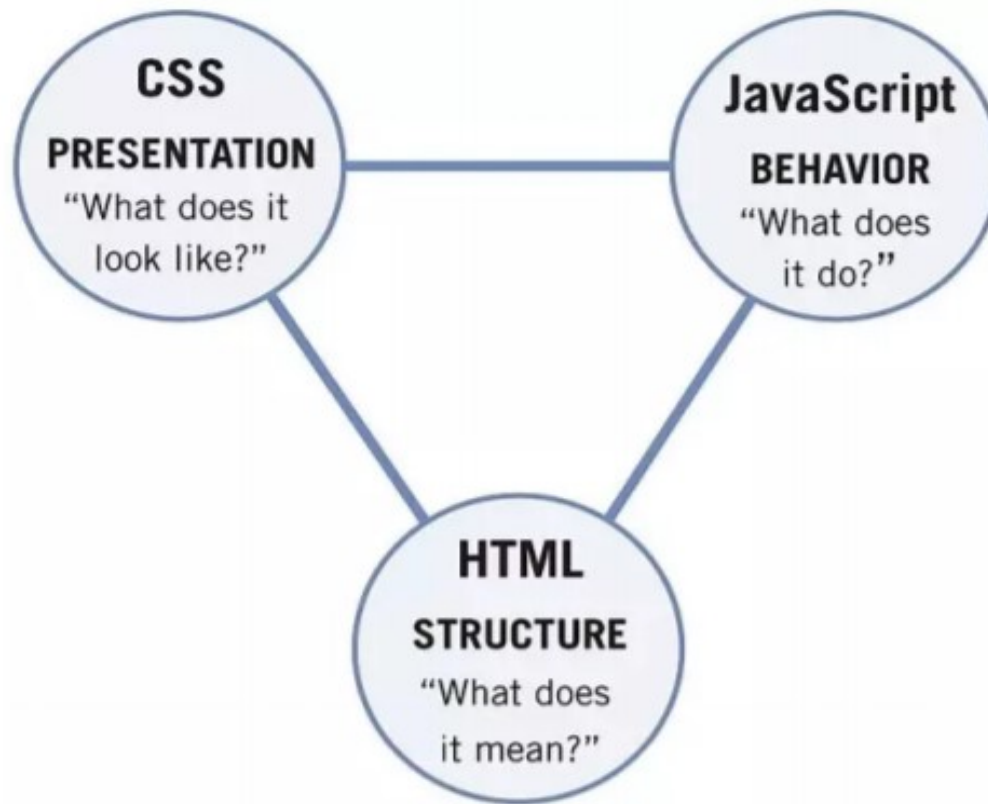 CSS
PRESENTATION
“What does it
look like?”
JavaScript
BEHAVIOR
“What does
it do?”
HTML
STRUCTURE
“What does
it mean?”